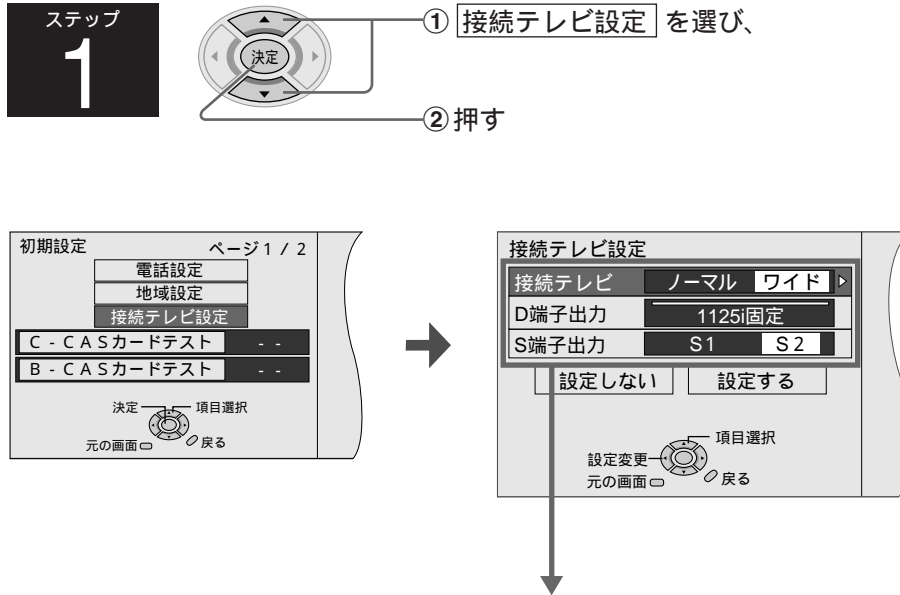 ステップ
1
決定
① 接続テレビ設定 を選び、
② 押す
初期設定 ページ1 / 2
電話設定
地域設定
接続テレビ設定
C-CASカードテスト --
B-CASカードテスト --
決定 項目選択
元の画面 戻る
接続テレビ設定
接続テレビ ノーマル ワイド
D端子出力 1125i固定
S端子出力 S1 S2
設定しない 設定する
項目選択
設定変更
元の画面 戻る